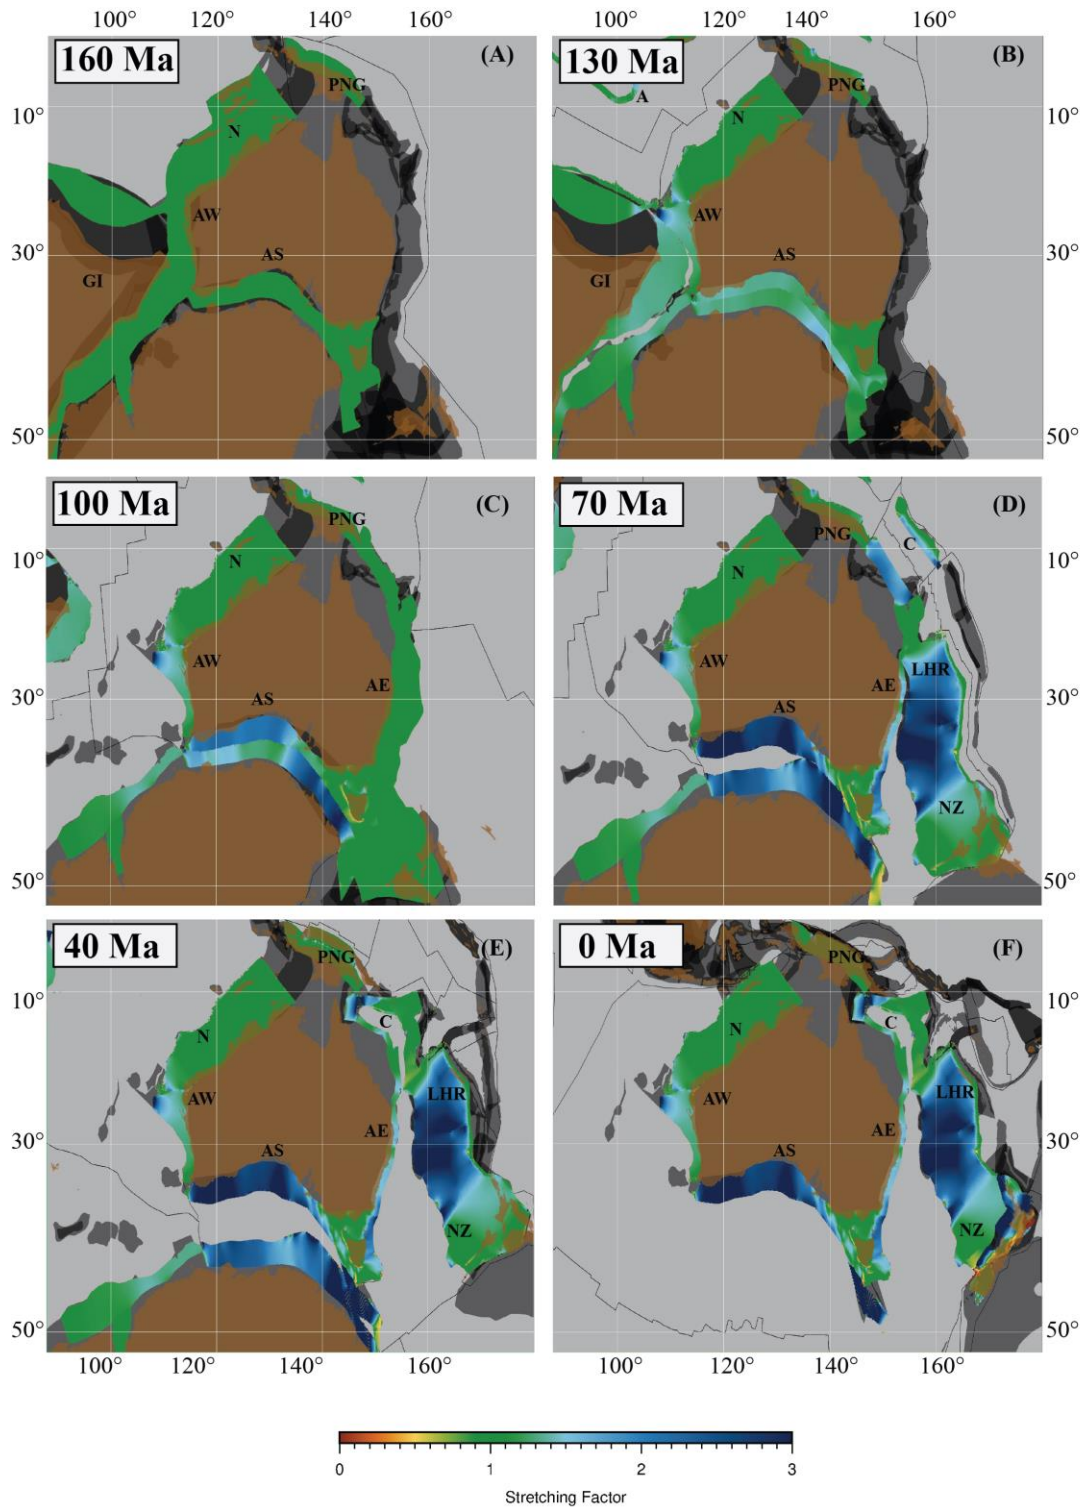 100° 120° 140° 160° 100° 120° 140° 160°
160 Ma (A) 130 Ma (B)
PNG A PNG
10° 10°
N N
AW AW
30° AS AS 30°
GI GI
50° 50°
100 Ma (C) 70 Ma (D)
PNG PNG C
10° 10°
N N
AW AE AW AE LHR
30° AS AS 30°
NZ
50° 50°
40 Ma (E) 0 Ma (F)
PNG PNG
10° 10°
C C
N N
AW LHR AW LHR
AE AE
30° AS AS 30°
NZ NZ
50° 50°
100° 120° 140° 160° 100° 120° 140° 160°
0 1 2 3
Stretching Factor